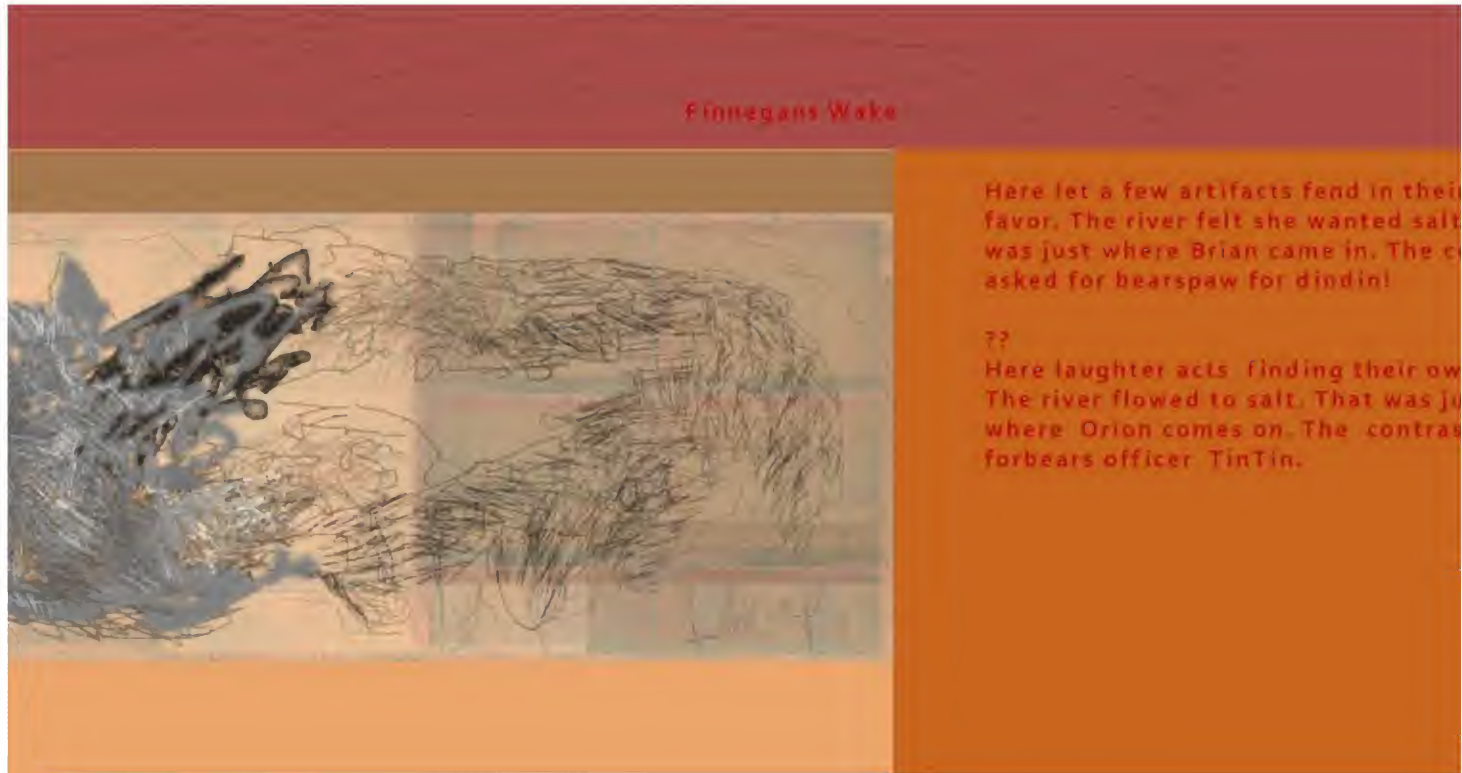 Finnegans Wake
Here let a few artifacts fend in their
favor. The river felt she wanted salt
was just where Brian came in. The
asked for bearspaw for dindin!
??
Here laughter acts finding their
The river flowed to salt. That was
where Orion comes on. The
forbears officer TinTin.